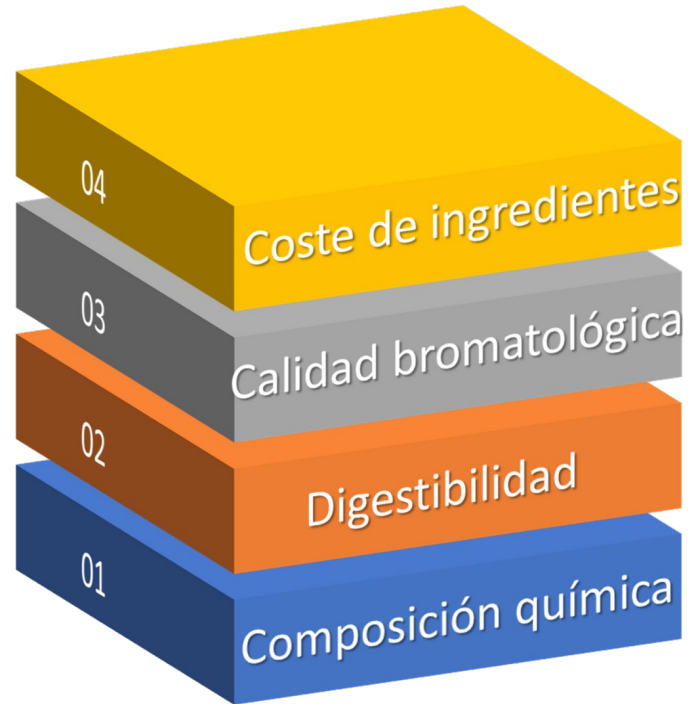 04
Coste de ingredientes
03
Calidad bromatológica
02
Digestibilidad
01
Composición química